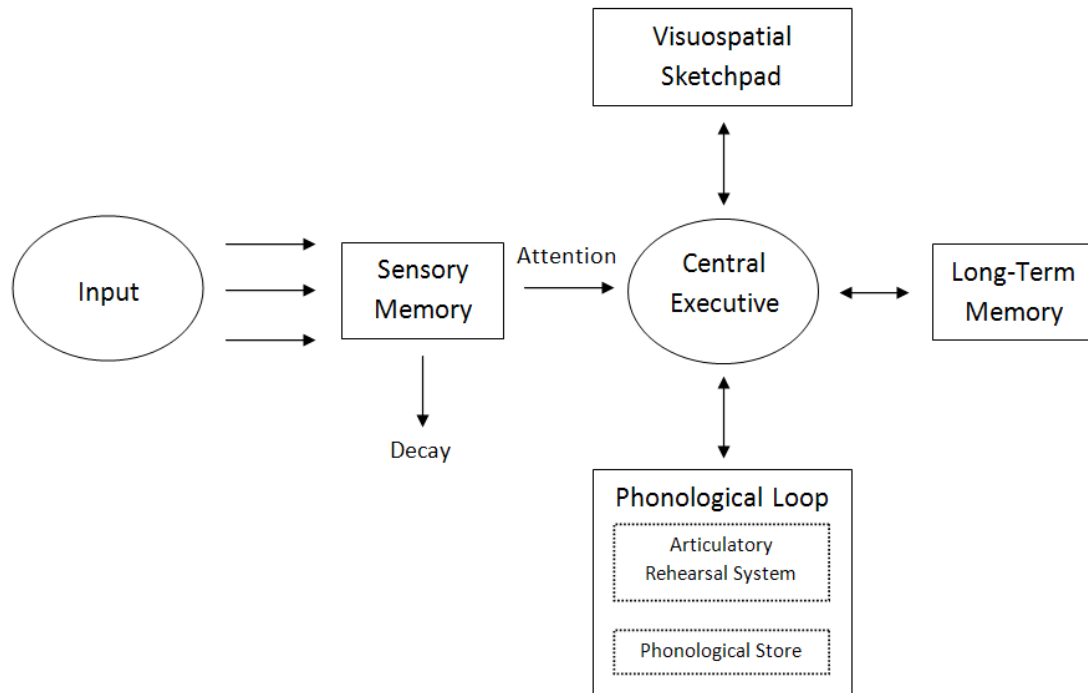 Visuospatial
Sketchpad
Input
Sensory
Memory
Attention
Central
Executive
Long-Term
Memory
Decay
Phonological Loop
Articulatory
Rehearsal System
Phonological Store